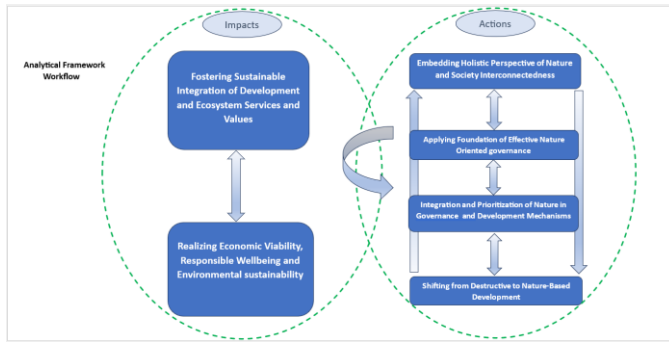 Impacts
Actions
Analytical Framework
Workflow
Fostering Sustainable
Integration of Development
and Ecosystem Services and
Values
Realizing Economic Viability,
Responsible Wellbeing and
Environmental sustainability
Embedding Holistic Perspective of Nature
and Society Interconnectedness
Applying Foundation of Effective Nature
Oriented governance
Integration and Prioritization of Nature in
Governance and Development Mechanisms
Shifting from Destructive to Nature-Based
Development